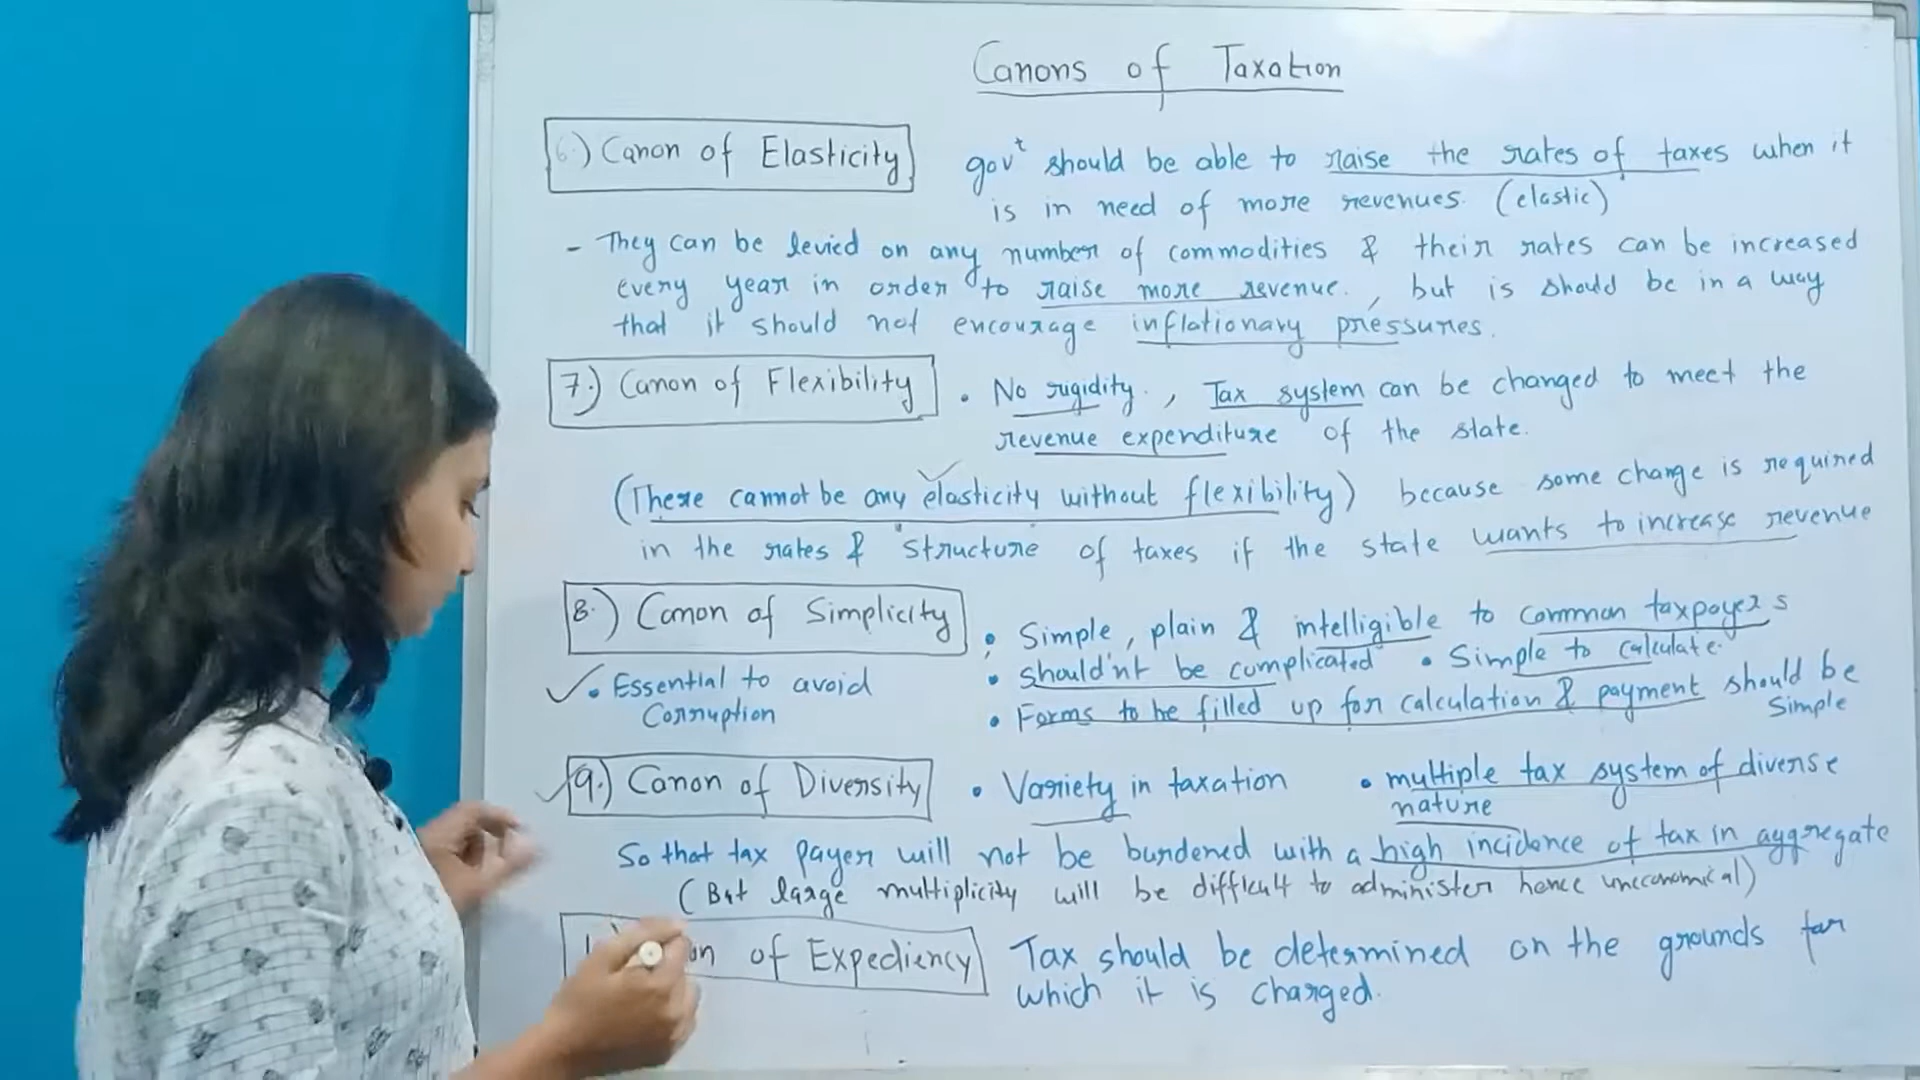 Canons of Taxation
6.) Canon of Elasticity
govt should be able to raise the rates of taxes when it
is in need of more revenues. (elastic)
- They can be levied on any number of commodities & their rates can be increased
every year in order to raise more revenue., but is should be in a way
that it should not encourage inflationary pressures.
7.) Canon of Flexibility
• No rigidity., Tax system can be changed to meet the
revenue expenditure of the state.
(There cannot be any elasticity without flexibility) because some change is required
in the rates & structure of taxes if the state wants to increase revenue
8.) Canon of Simplicity
• Simple, plain & intelligible to common taxpayers
• should'nt be complicated • Simple to calculate.
• Forms to be filled up for calculation & payment should be
Simple
• Essential to avoid
Corruption
9.) Canon of Diversity
• Variety in taxation
• multiple tax system of diverse
nature
So that tax payer will not be burdened with a high incidence of tax in aggregate
(But large multiplicity will be difficult to administer hence uneconomical)
of Expediency
Tax should be determined on the grounds for
which it is charged.